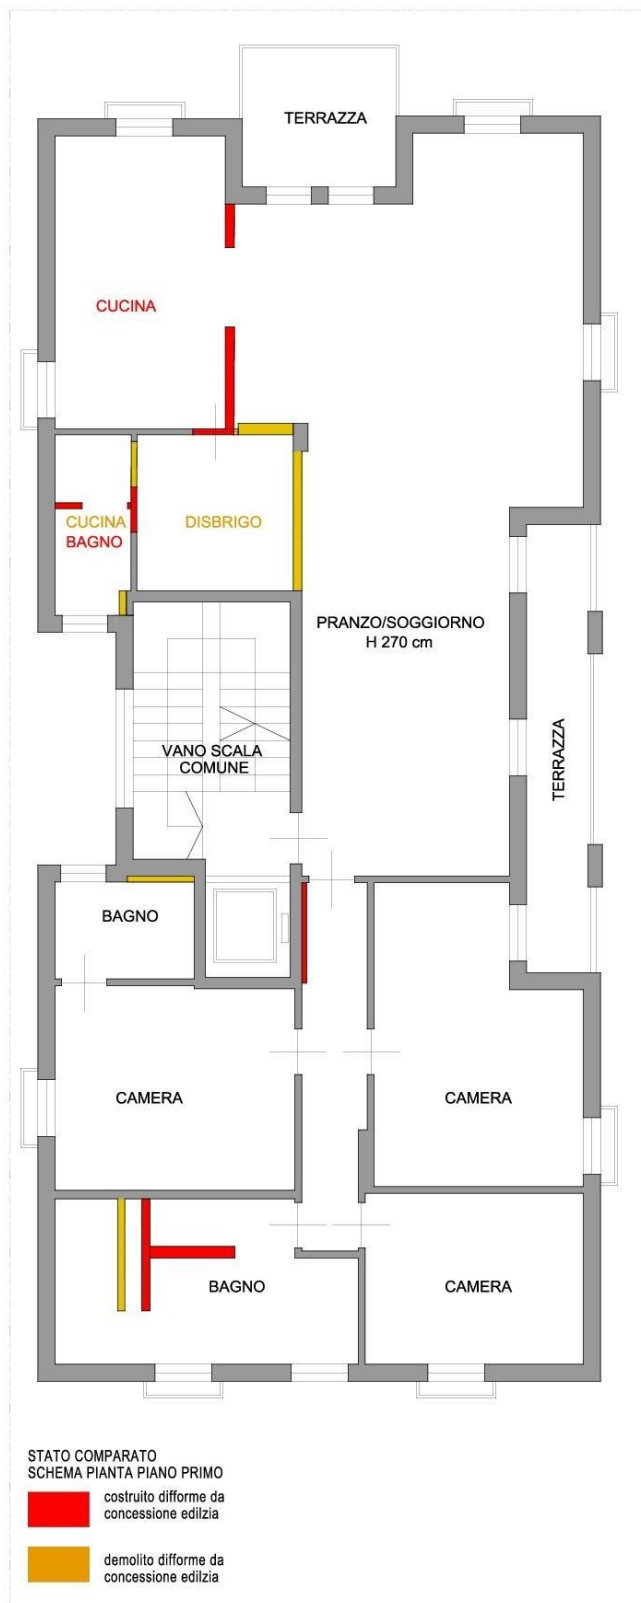 TERRAZZA
CUCINA
CUCINA
BAGNO
DISBRIGO
PRANZO/SOGGIORNO
H 270 cm
VANO SCALA
COMUNE
TERRAZZA
BAGNO
CAMERA
CAMERA
BAGNO
CAMERA
STATO COMPARATO
SCHEMA PIANTA PIANO PRIMO
costruito difforme da
concessione edilzia
demolito difforme da
concessione edilzia